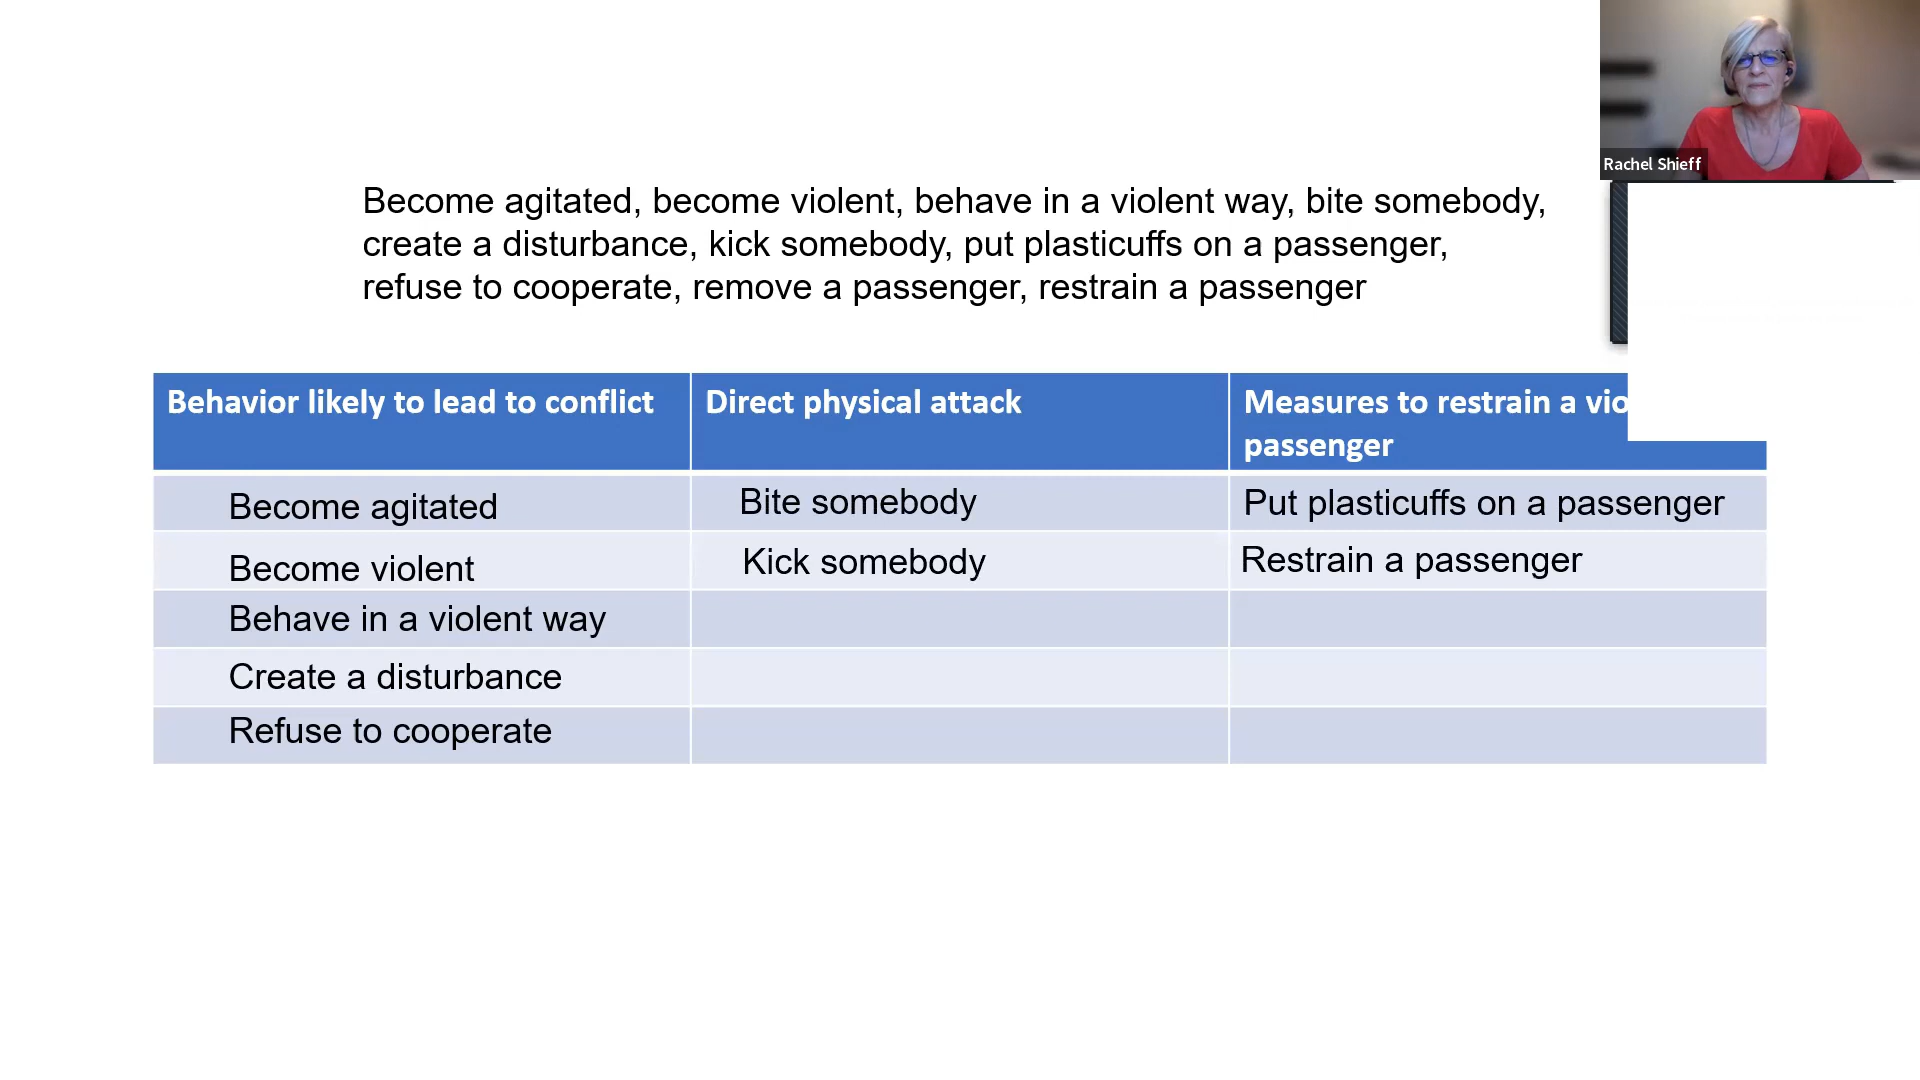 Rachel Shieff
Become agitated, become violent, behave in a violent way, bite somebody,
create a disturbance, kick somebody, put plasticuffs on a passenger,
refuse to cooperate, remove a passenger, restrain a passenger
Behavior likely to lead to conflict
Direct physical attack
Measures to restrain a vio
passenger
Become agitated
Bite somebody
Put plasticuffs on a passenger
Become violent
Kick somebody
Restrain a passenger
Behave in a violent way
Create a disturbance
Refuse to cooperate